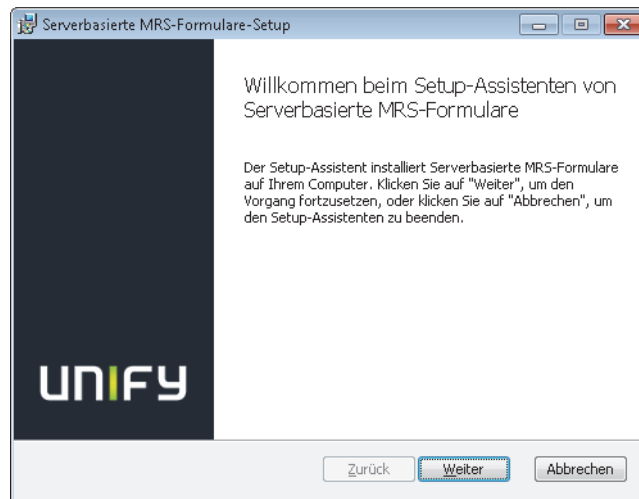 Serverbasierte MRS-Formulare-Setup
Willkommen beim Setup-Assistenten von
Serverbasierte MRS-Formulare
Der Setup-Assistent installiert Serverbasierte MRS-Formulare
auf Ihrem Computer. Klicken Sie auf "Weiter", um den
Vorgang fortzusetzen, oder klicken Sie auf "Abbrechen", um
den Setup-Assistenten zu beenden.
UNIFY
Zurück Weiter Abbrechen